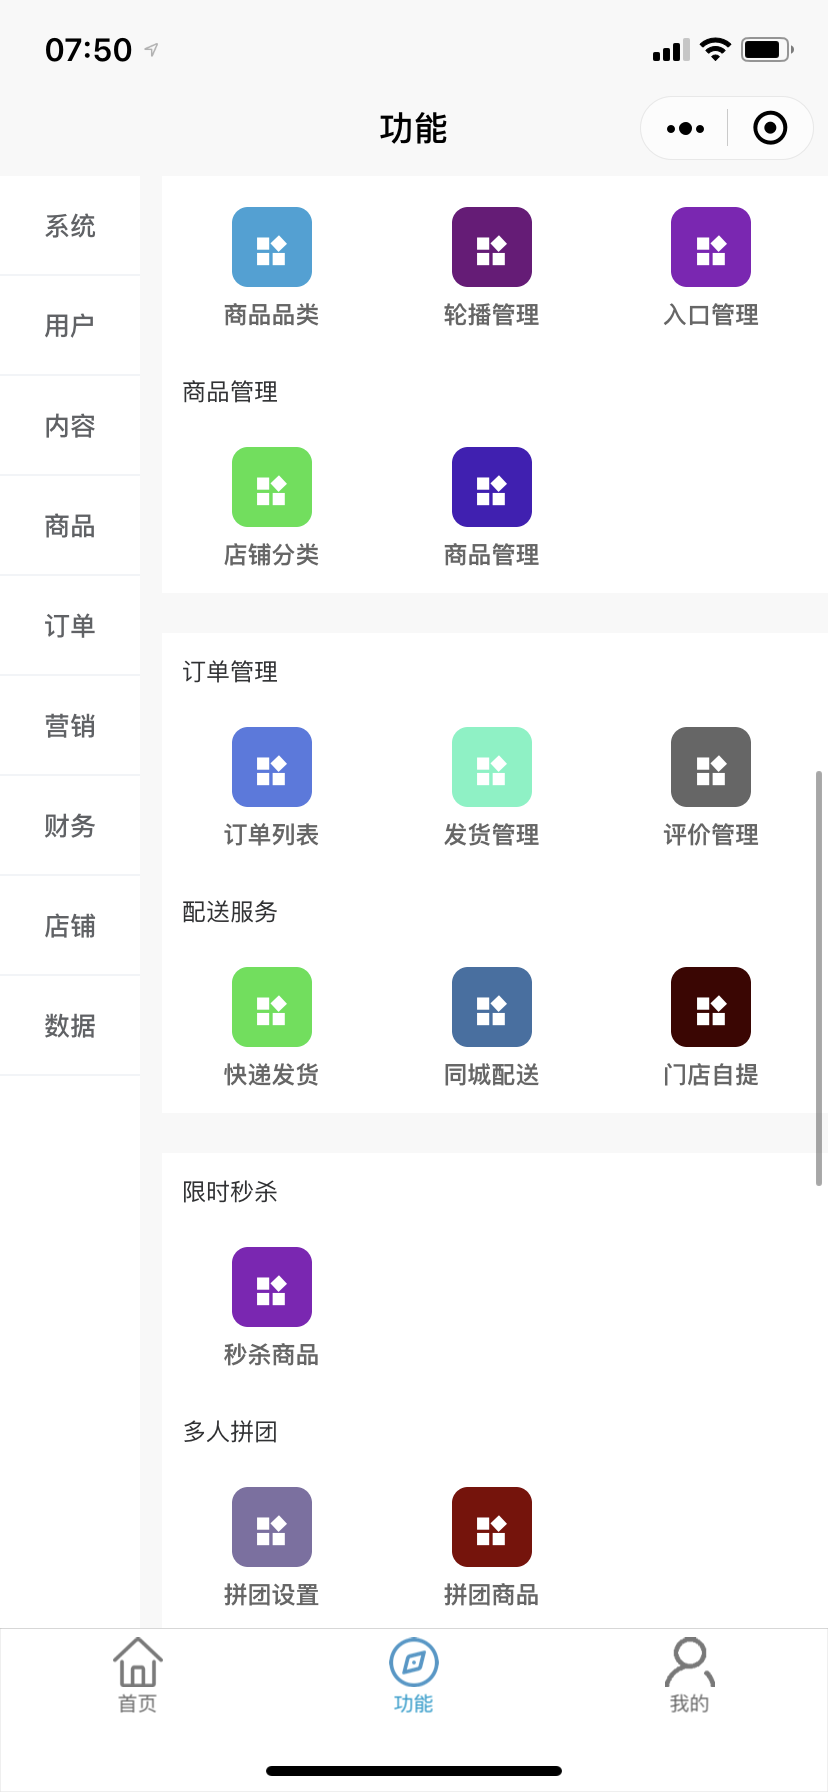 07:50
功能
系统
用户
内容
商品
订单
营销
财务
店铺
数据
商品品类 轮播管理 入口管理
商品管理
店铺分类 商品管理
订单管理
订单列表 发货管理 评价管理
配送服务
快递发货 同城配送 门店自提
限时秒杀
秒杀商品
多人拼团
拼团设置 拼团商品
首页 功能 我的